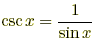 csc x = 1/sin x